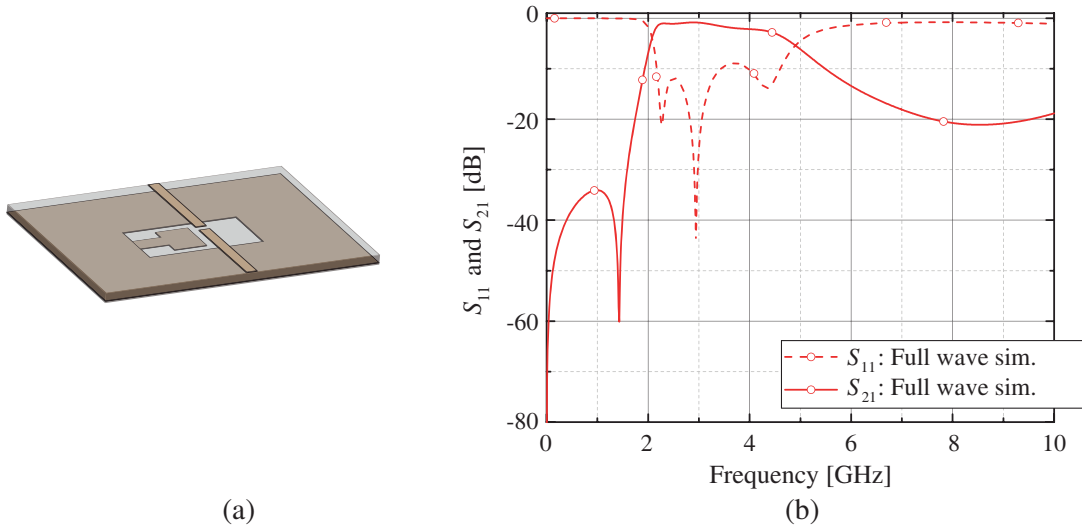 0
-20
-40
-60
-80
S11 and S21 [dB]
S11: Full wave sim.
S21: Full wave sim.
0 2 4 6 8 10
Frequency [GHz]
(a) (b)